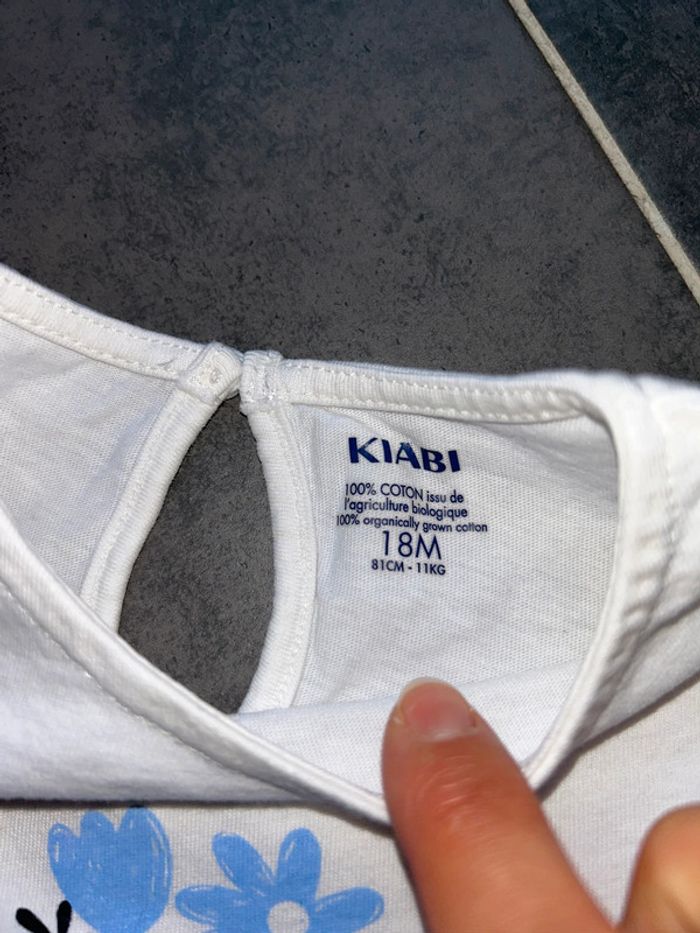 KIABI
100% COTON issu de
l'agriculture biologique
100% organically grown cotton
18M
81CM - 11KG